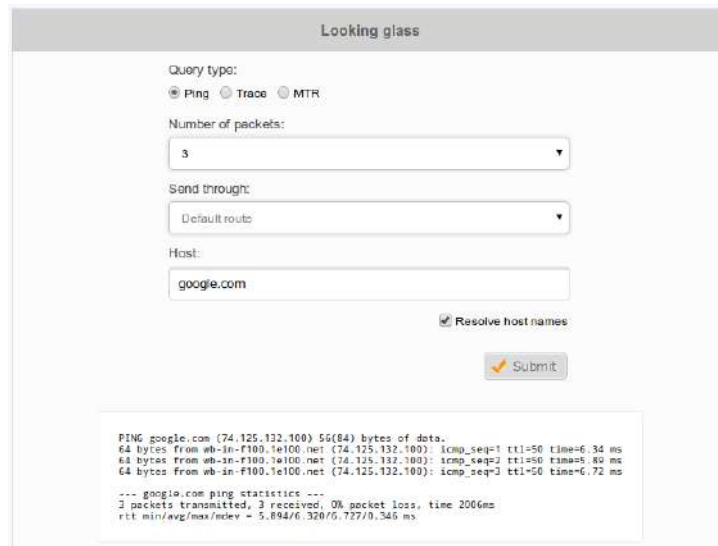 Looking glass
Query type:
Ping Trace MTR
Number of packets:
3
Send through:
Default route
Host:
google.com
Resolve host names
Submit
PING google.com (74.125.132.100) 56(84) bytes of data.
64 bytes from wb-in-f100.1e100.net (74.125.132.100): icmp_seq=1 ttl=50 time=6.34 ms
64 bytes from wb-in-f100.1e100.net (74.125.132.100): icmp_seq=2 ttl=50 time=5.89 ms
64 bytes from wb-in-f100.1e100.net (74.125.132.100): icmp_seq=3 ttl=50 time=6.72 ms
--- google.com ping statistics ---
3 packets transmitted, 3 received, 0% packet loss, time 2006ms
rtt min/avg/max/mdev = 5.894/6.320/6.727/0.346 ms